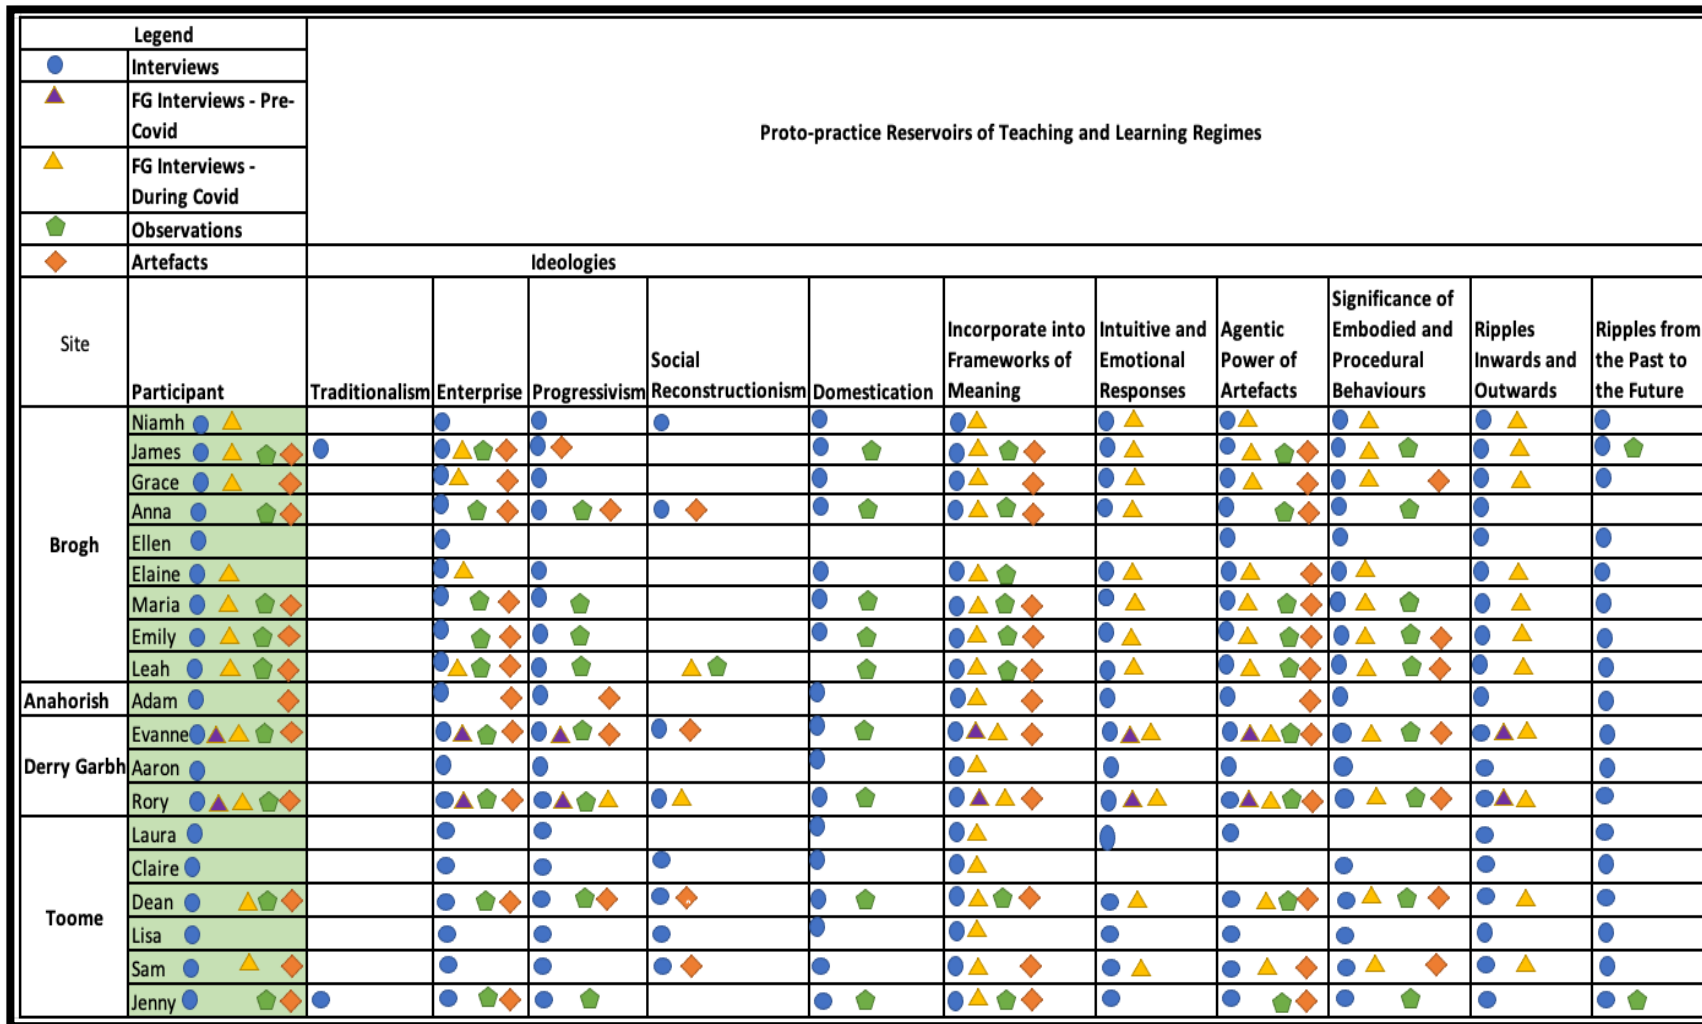 Legend
Interviews
FG Interviews - Pre-
Covid
FG Interviews -
During Covid
Observations
Artefacts
Proto-practice Reservoirs of Teaching and Learning Regimes
Ideologies
Site
Participant
Traditionalism
Enterprise
Progressivism
Social
Reconstructionism
Domestication
Incorporate into
Frameworks of
Meaning
Intuitive and
Emotional
Responses
Agentic
Power of
Artefacts
Significance of
Embodied and
Procedural
Behaviours
Ripples
Inwards and
Outwards
Ripples from
the Past to
the Future
Brogh
Niamh
James
Grace
Anna
Ellen
Elaine
Maria
Emily
Leah
Anahorish
Adam
Derry Garbh
Evanne
Aaron
Rory
Toome
Laura
Claire
Dean
Lisa
Sam
Jenny